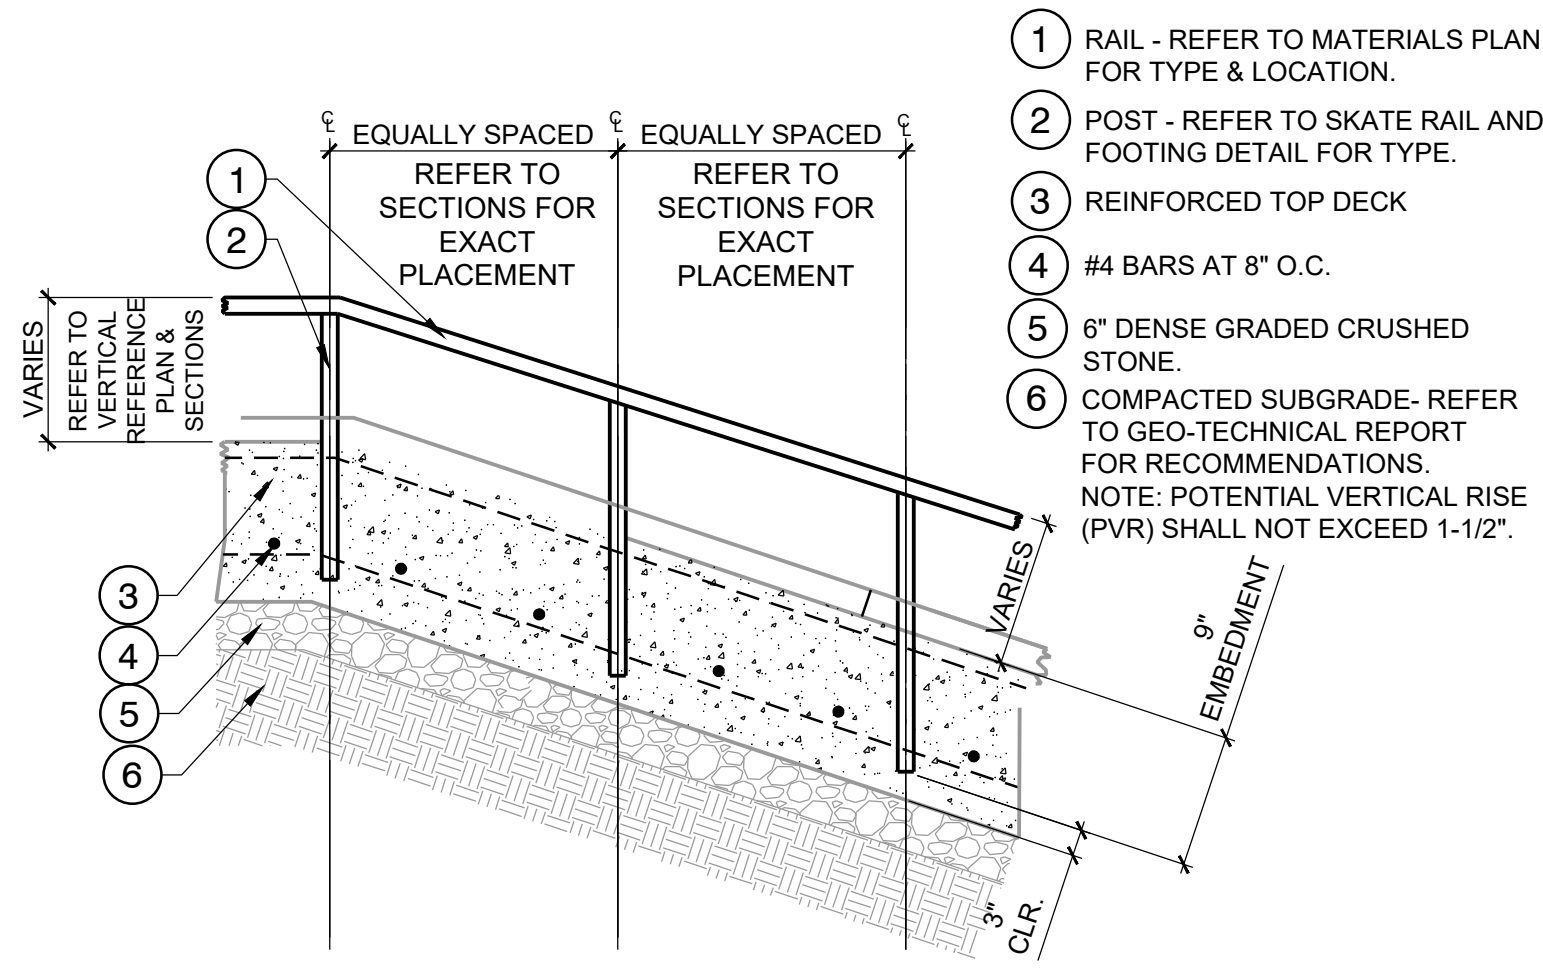 1 RAIL - REFER TO MATERIALS PLAN
FOR TYPE & LOCATION.
2 POST - REFER TO SKATE RAIL AND
FOOTING DETAIL FOR TYPE.
3 REINFORCED TOP DECK
4 #4 BARS AT 8" O.C.
5 6" DENSE GRADED CRUSHED
STONE.
6 COMPACTED SUBGRADE- REFER
TO GEO-TECHNICAL REPORT
FOR RECOMMENDATIONS.
NOTE: POTENTIAL VERTICAL RISE
(PVR) SHALL NOT EXCEED 1-1/2".
℄ ℄ ℄
EQUALLY SPACED
REFER TO
SECTIONS FOR
EXACT
PLACEMENT
EQUALLY SPACED
REFER TO
SECTIONS FOR
EXACT
PLACEMENT
1
2
VARIES
REFER TO
VERTICAL
REFERENCE
PLAN &
SECTIONS
3
4
5
6
VARIES
9"
EMBEDMENT
3"
CLR.